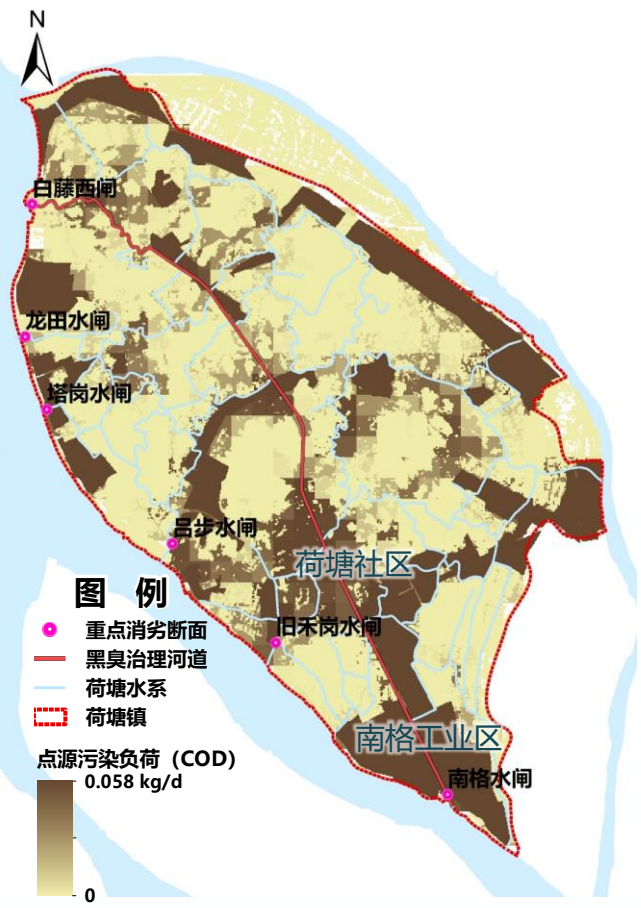 N
白藤西闸
龙田水闸
塔岗水闸
吕步水闸
荷塘社区
图 例
重点消劣断面
旧禾岗水闸
黑臭治理河道
荷塘水系
荷塘镇
南格工业区
点源污染负荷（COD）
0.058 kg/d
南格水闸
0